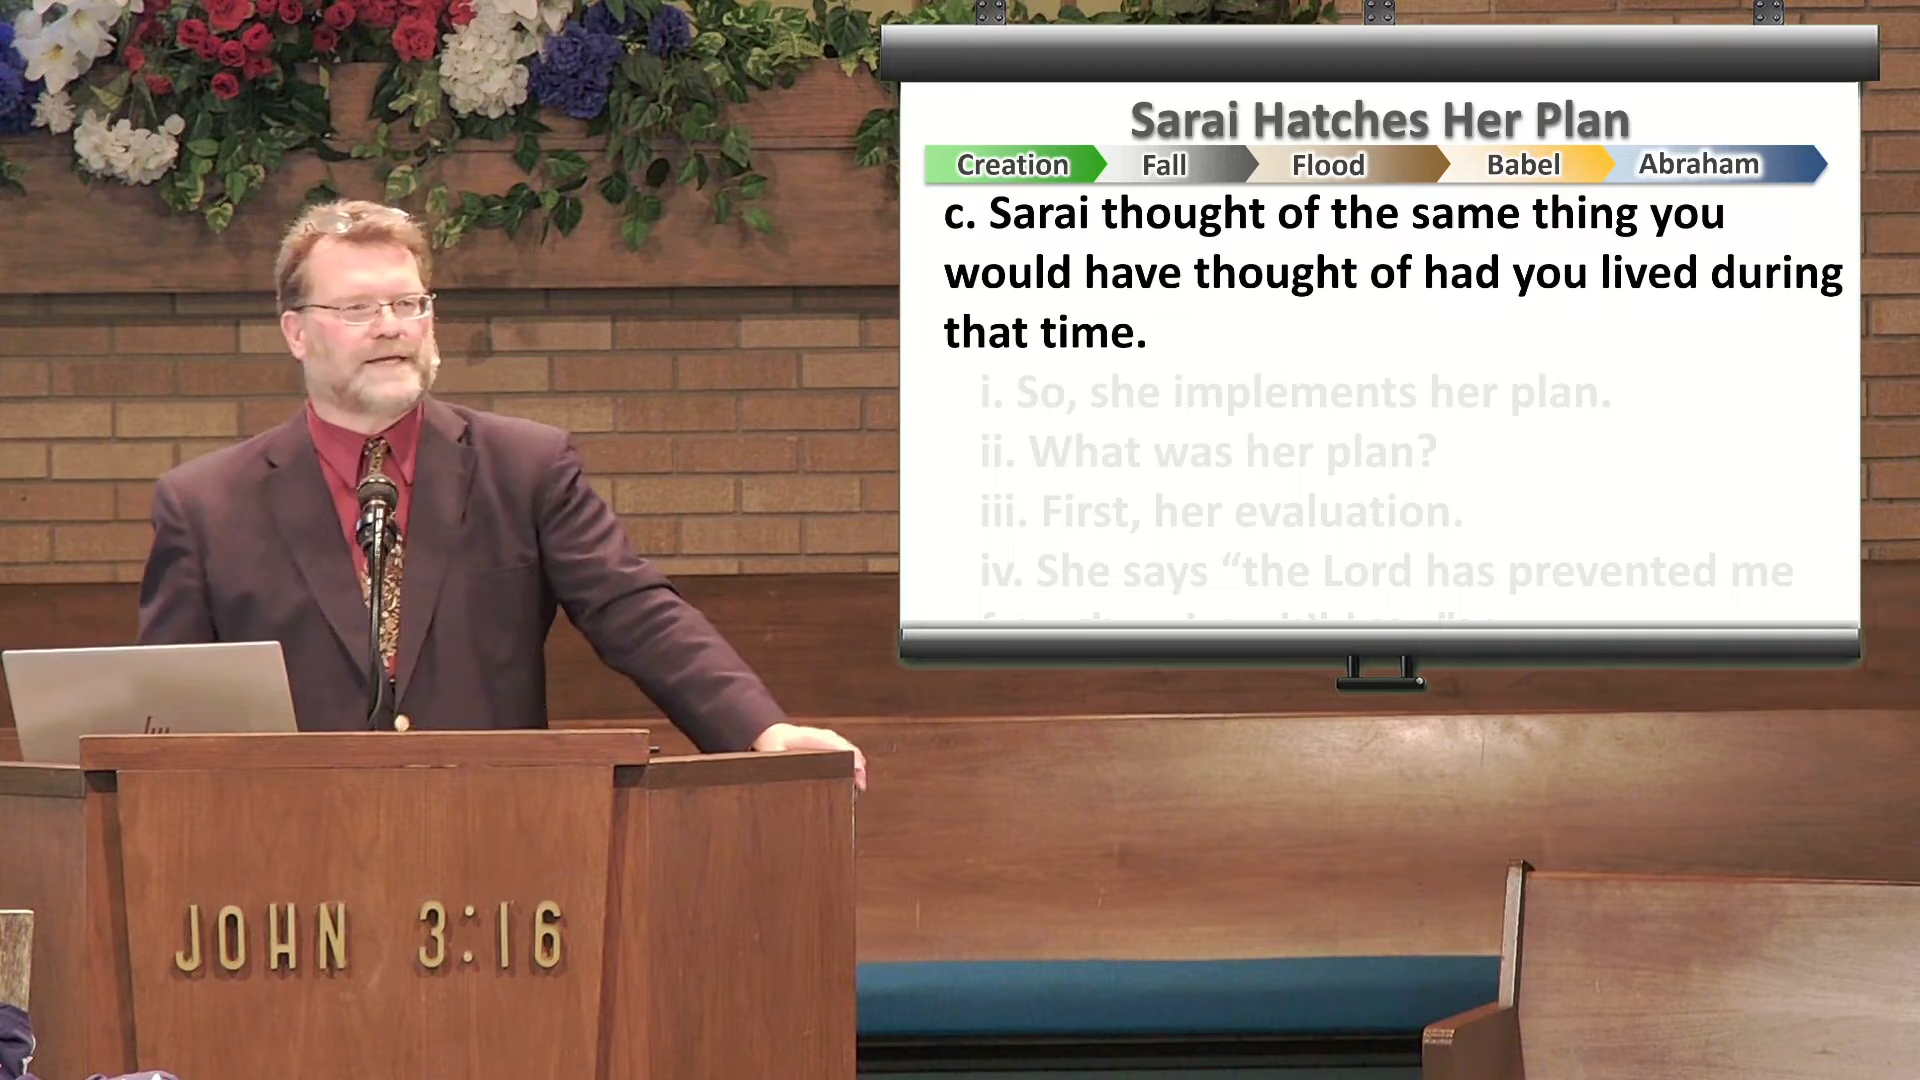 Sarai Hatches Her Plan
Creation Fall Flood Babel Abraham
c. Sarai thought of the same thing you
would have thought of had you lived during
that time.
i. So, she implements her plan.
ii. What was her plan?
iii. First, her evaluation.
iv. She says “the Lord has prevented me
JOHN 3:16